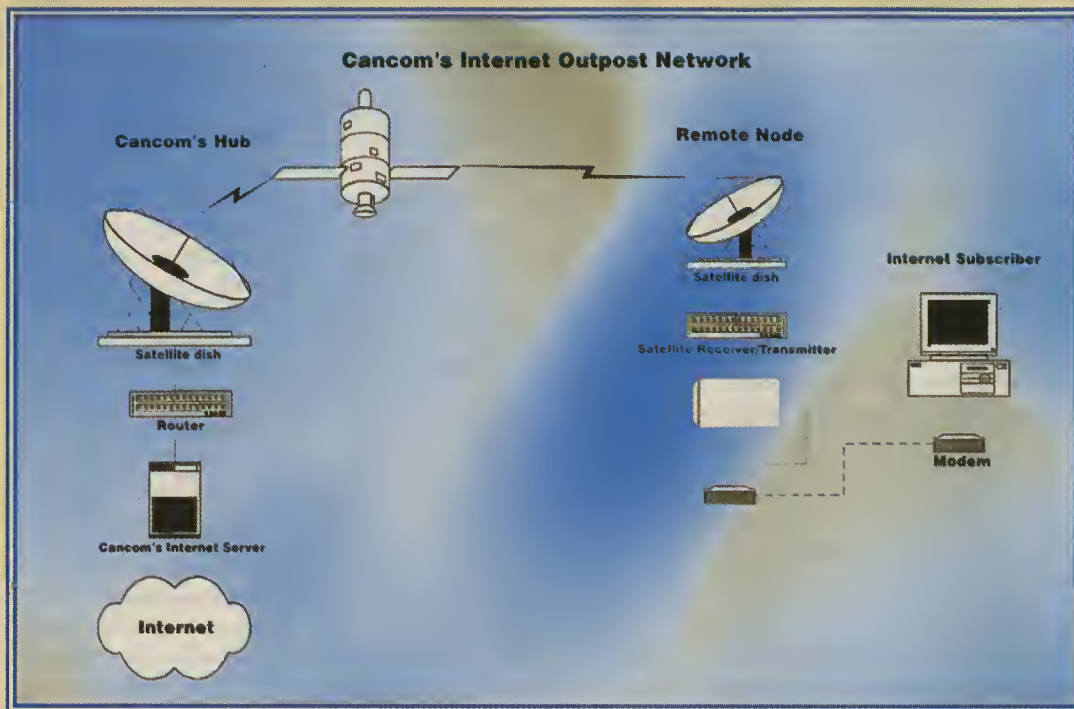 Cancom's Internet Outpost Network
Cancom's Hub
Remote Node
Satellite dish
Router
Cancom's Internet Server
Internet
Satellite dish
Satellite Receiver/Transmitter
Internet Subscriber
Modem